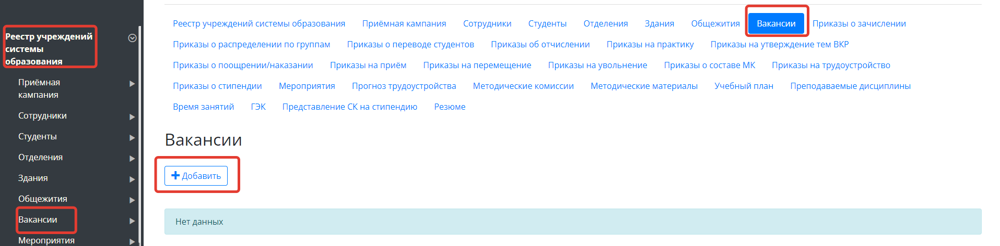 Реестр учреждений
системы
образования
Приёмная
кампания
Сотрудники
Студенты
Отделения
Здания
Общежития
Вакансии
Мероприятия
Реестр учреждений системы образования Приёмная кампания Сотрудники Студенты Отделения Здания Общежития Вакансии Приказы о зачислении
Приказы о распределении по группам Приказы о переводе студентов Приказы об отчислении Приказы на практику Приказы на утверждение тем ВКР
Приказы о поощрении/наказании Приказы на приём Приказы на перемещение Приказы на увольнение Приказы о составе МК Приказы на трудоустройство
Приказы о стипендии Мероприятия Прогноз трудоустройства Методические комиссии Методические материалы Учебный план Преподаваемые дисциплины
Время занятий ГЭК Представление СК на стипендию Резюме
Вакансии
Добавить
Нет данных